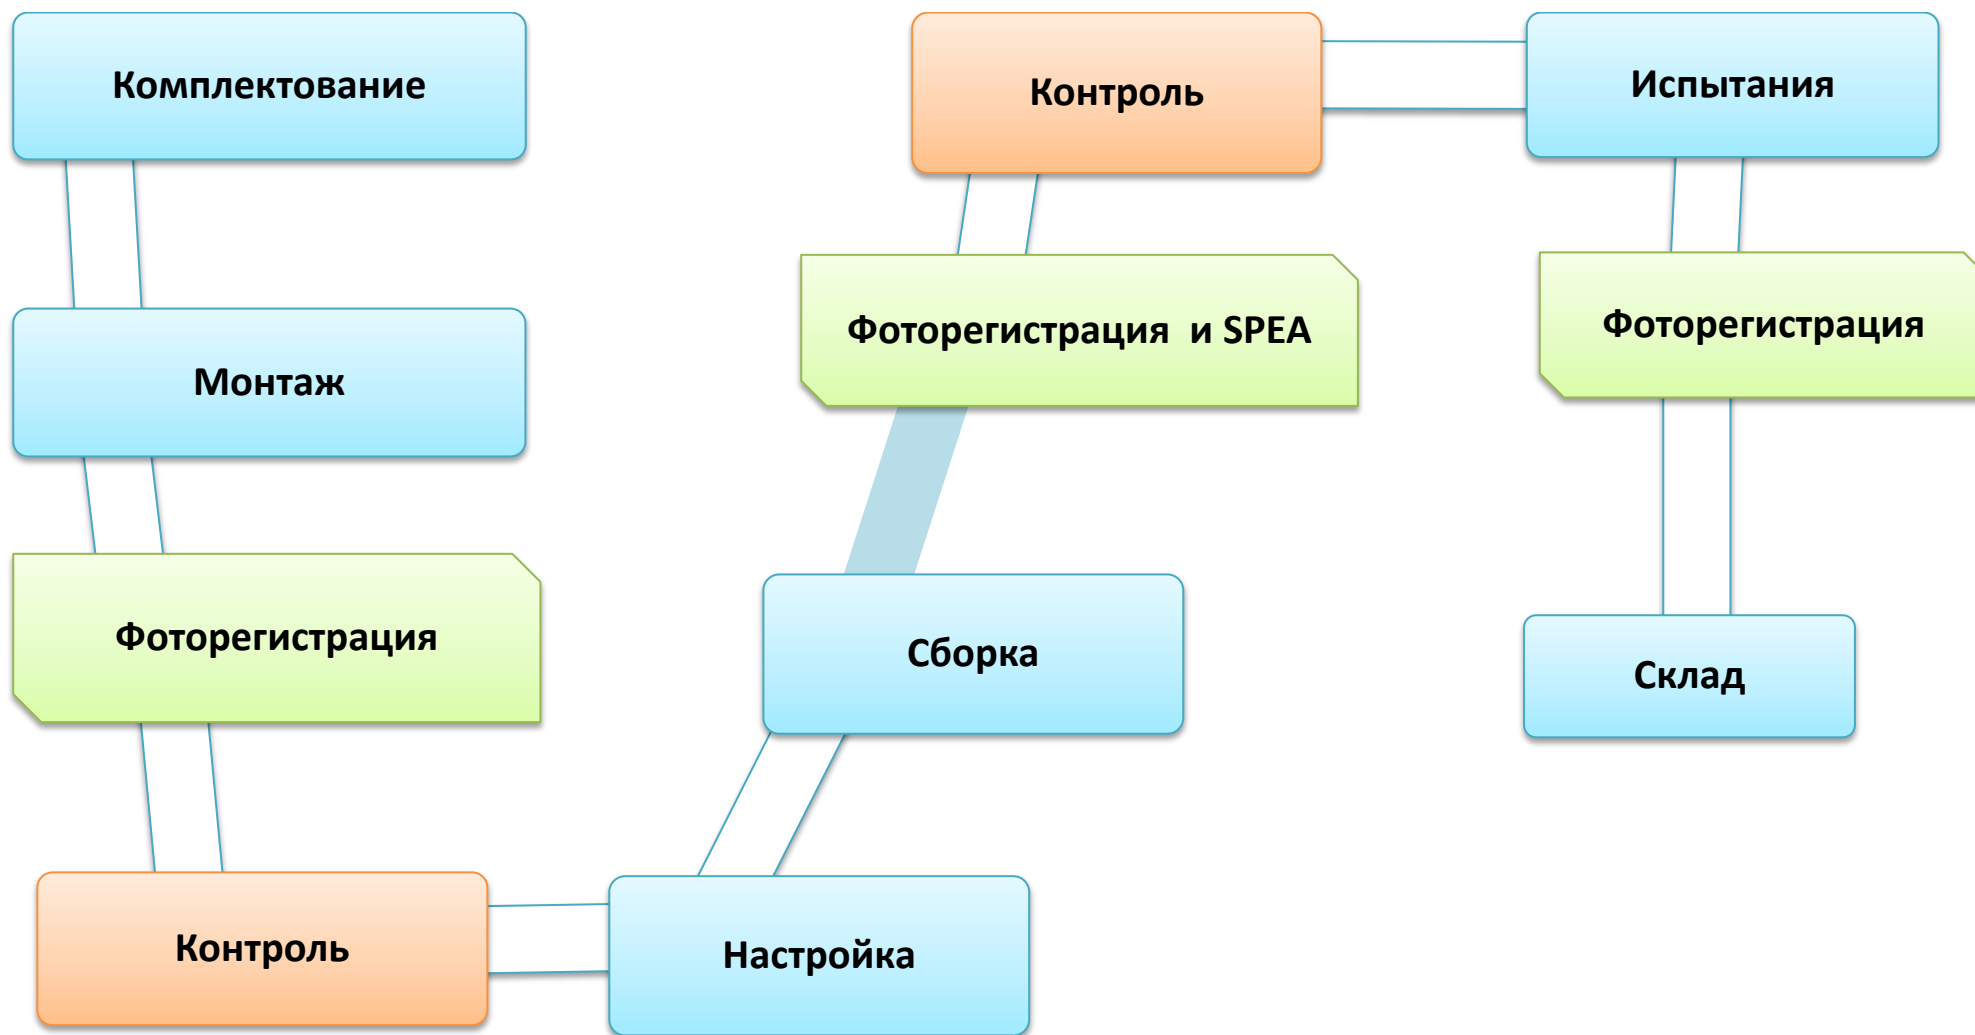 Комплектование
Монтаж
Фоторегистрация
Контроль
Настройка
Сборка
Фоторегистрация  и SPEA
Контроль
Испытания
Фоторегистрация
Склад